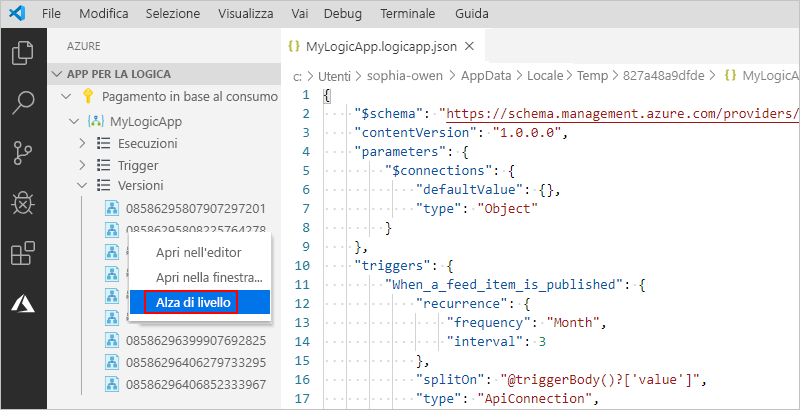 File Modifica Selezione Visualizza Vai Debug Terminale Guida
AZURE
APP PER LA LOGICA
Pagamento in base al consumo
MyLogicApp
Esecuzioni
Trigger
Versioni
08586295807907297201
08586295808225764278
Apri nell'editor
Apri nella finestra...
Alza di livello
08586296399907692825
08586296406279733295
08586296406852333967
{} MyLogicApp.logicapp.json ×
c: > Utenti > sophia-owen > AppData > Locale > Temp > 827a48a9dfde > {} MyLogicA
1 {
2 "$schema": "https://schema.management.azure.com/providers/
3 "contentVersion": "1.0.0.0",
4 "parameters": {
5 "$connections": {
6 "defaultValue": {},
7 "type": "Object"
8 }
9 },
10 "triggers": {
11 "When_a_feed_item_is_published": {
12 "recurrence": {
13 "frequency": "Month",
14 "interval": 3
15 },
16 "splitOn": "@triggerBody()?['value']",
17 "type": "ApiConnection",